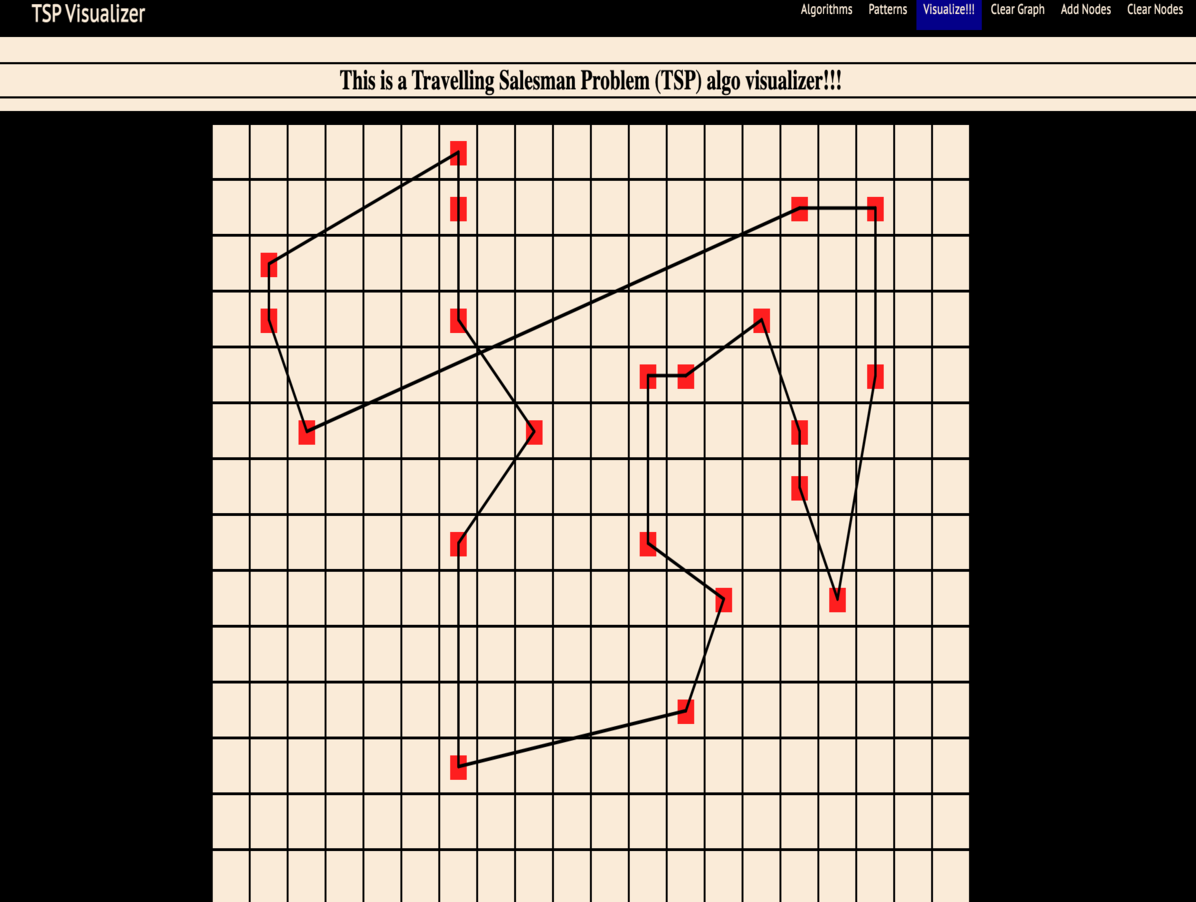 TSP Visualizer
Algorithms Patterns Visualize!!! Clear Graph Add Nodes Clear Nodes
This is a Travelling Salesman Problem (TSP) algo visualizer!!!